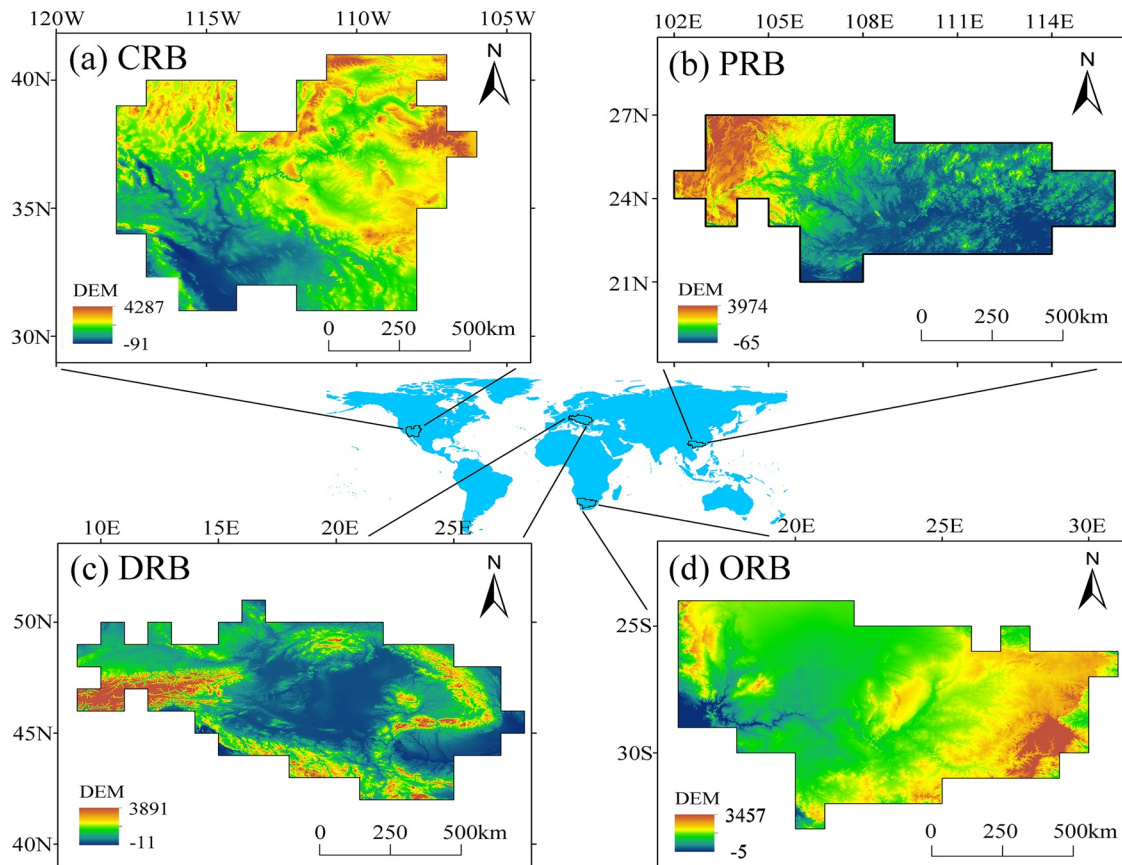 120W 115W 110W 105W
(a) CRB
N
40N
35N
30N
DEM
4287
-91
0 250 500km
102E 105E 108E 111E 114E
(b) PRB
N
27N
24N
21N
DEM
3974
-65
0 250 500km
10E 15E 20E 25E
(c) DRB
N
50N
45N
40N
DEM
3891
-11
0 250 500km
20E 25E 30E
(d) ORB
N
25S
30S
DEM
3457
-5
0 250 500km